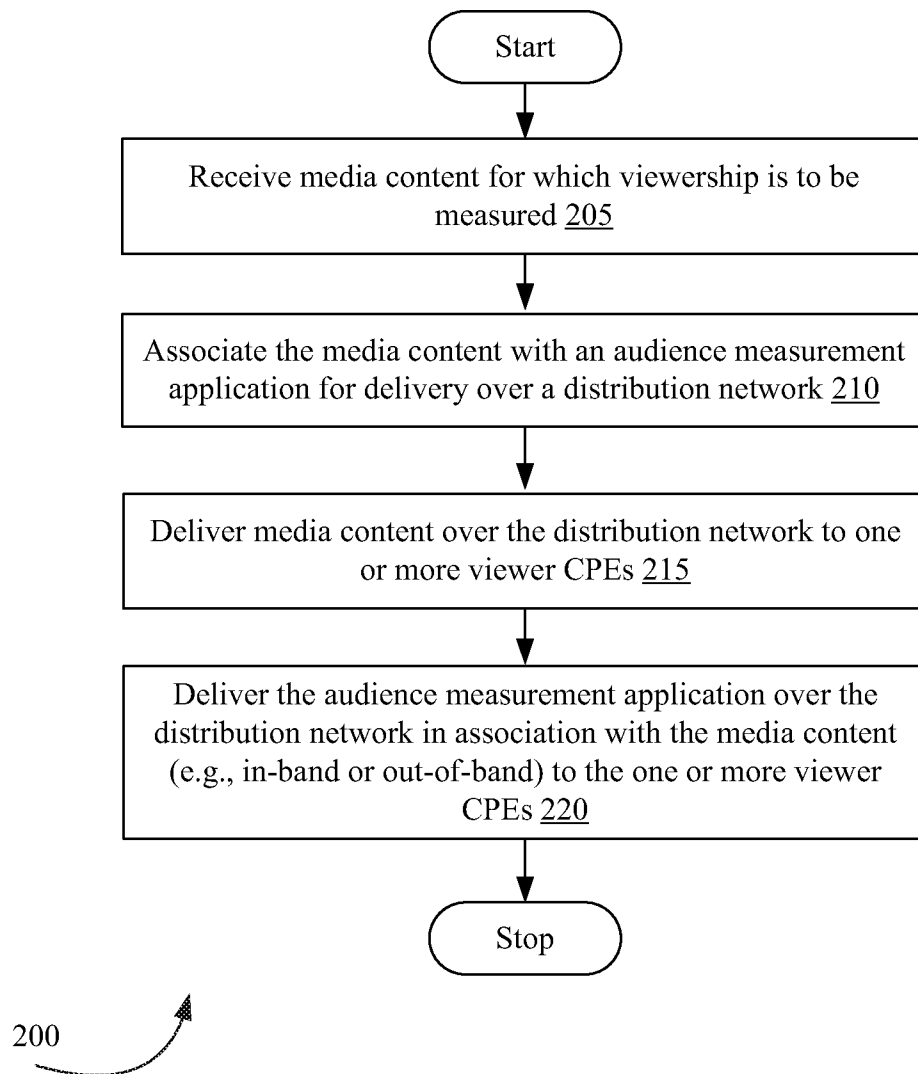 Start
Receive media content for which viewership is to be
measured 205
Associate the media content with an audience measurement
application for delivery over a distribution network 210
Deliver media content over the distribution network to one
or more viewer CPEs 215
Deliver the audience measurement application over the
distribution network in association with the media content
(e.g., in-band or out-of-band) to the one or more viewer
CPEs 220
Stop
200